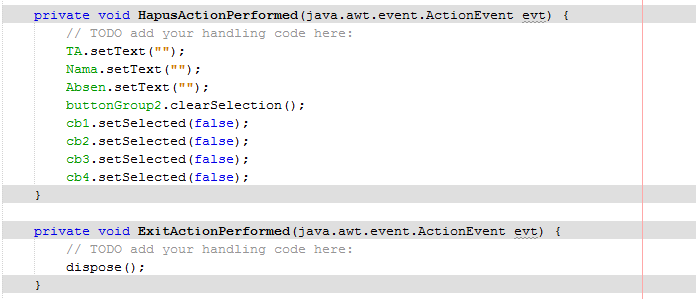 private void HapusActionPerformed(java.awt.event.ActionEvent evt) {
// TODO add your handling code here:
TA.setText("");
Nama.setText("");
Absen.setText("");
buttonGroup2.clearSelection();
cb1.setSelected(false);
cb2.setSelected(false);
cb3.setSelected(false);
cb4.setSelected(false);
}
private void ExitActionPerformed(java.awt.event.ActionEvent evt) {
// TODO add your handling code here:
dispose();
}